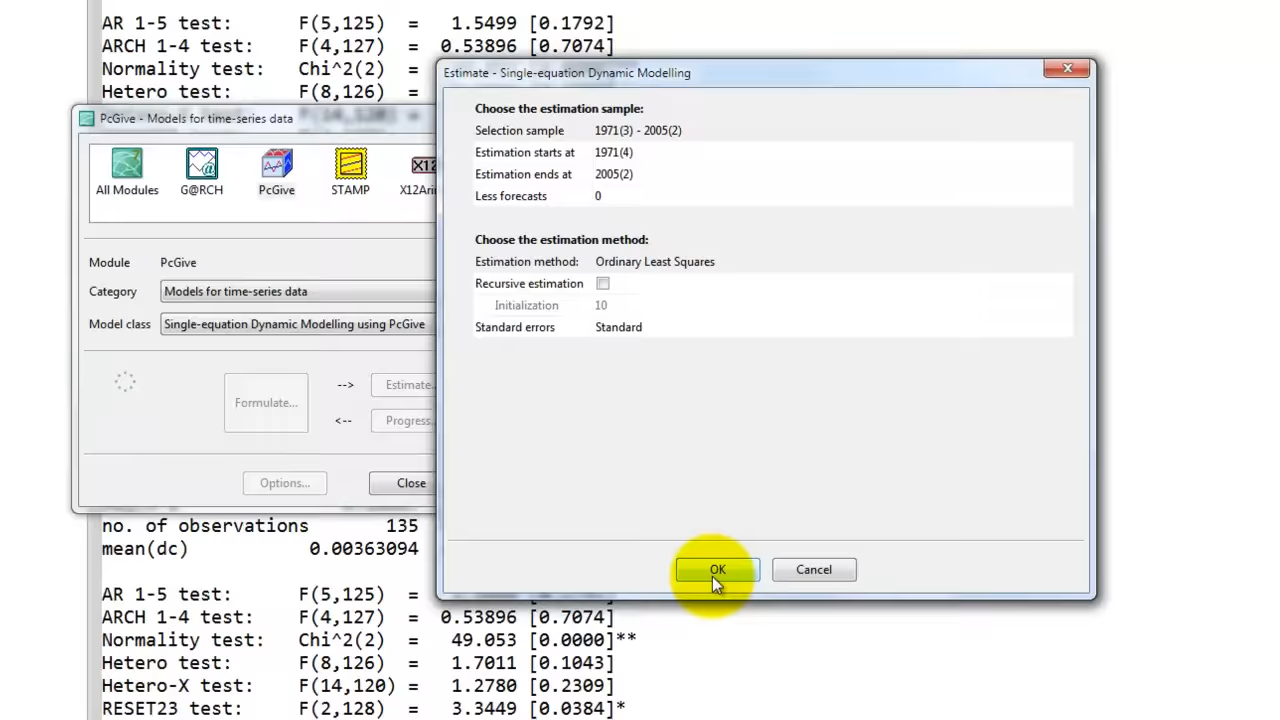 AR 1-5 test: F(5,125) = 1.5499 [0.1792]
ARCH 1-4 test: F(4,127) = 0.53896 [0.7074]
Normality test: Chi^2(2)
Hetero test: F(8,126)
Estimate - Single-equation Dynamic Modelling
Choose the estimation sample:
Selection sample 1971(3) - 2005(2)
Estimation starts at 1971(4)
Estimation ends at 2005(2)
Less forecasts 0
Choose the estimation method:
Estimation method: Ordinary Least Squares
Recursive estimation
Initialization 10
Standard errors Standard
OK Cancel
PcGive - Models for time-series data
All Modules G@RCH PcGive STAMP X12Ari
X12
Module PcGive
Category Models for time-series data
Model class Single-equation Dynamic Modelling using PcGive
Formulate... --> Estimate.
<-- Progress.
Options... Close
no. of observations 135
mean(dc) 0.00363094
AR 1-5 test: F(5,125)
ARCH 1-4 test: F(4,127) = 0.53896 [0.7074]
Normality test: Chi^2(2) = 49.053 [0.0000]**
Hetero test: F(8,126) = 1.7011 [0.1043]
Hetero-X test: F(14,120) = 1.2780 [0.2309]
RESET23 test: F(2,128) = 3.3449 [0.0384]*